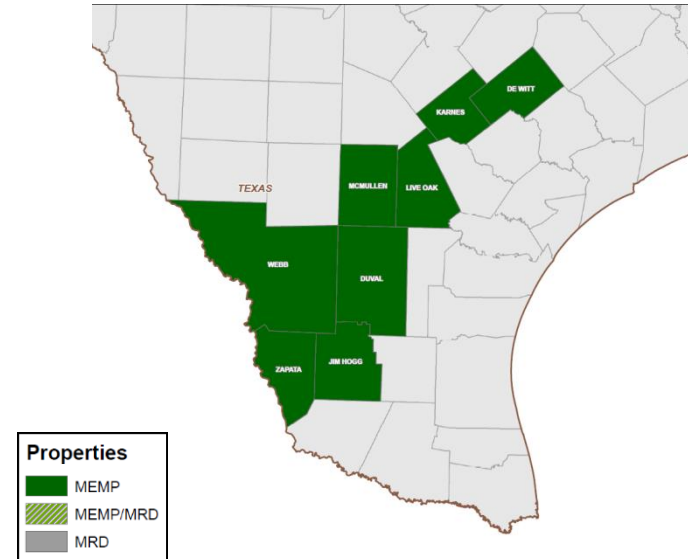 DE WITT
KARNES
MCMULLEN
LIVE OAK
TEXAS
WEBB
DUVAL
ZAPATA
JIM HOGG
Properties
MEMP
MEMP/MRD
MRD